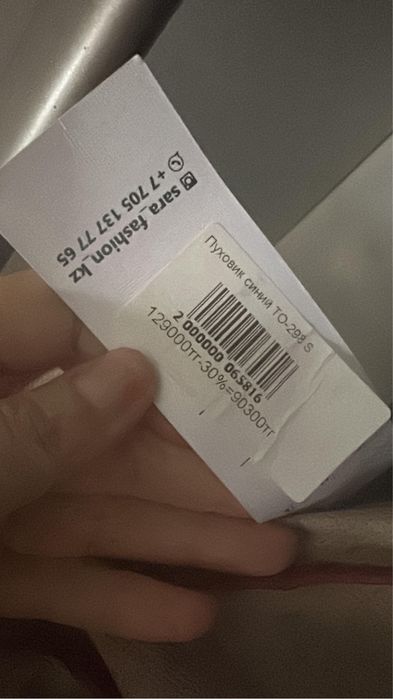 sara_fashion_kz
+7 705 137 77 65
Пуховик синий TO-298 S
2 000000 065816
129000тг-30%=90300тг